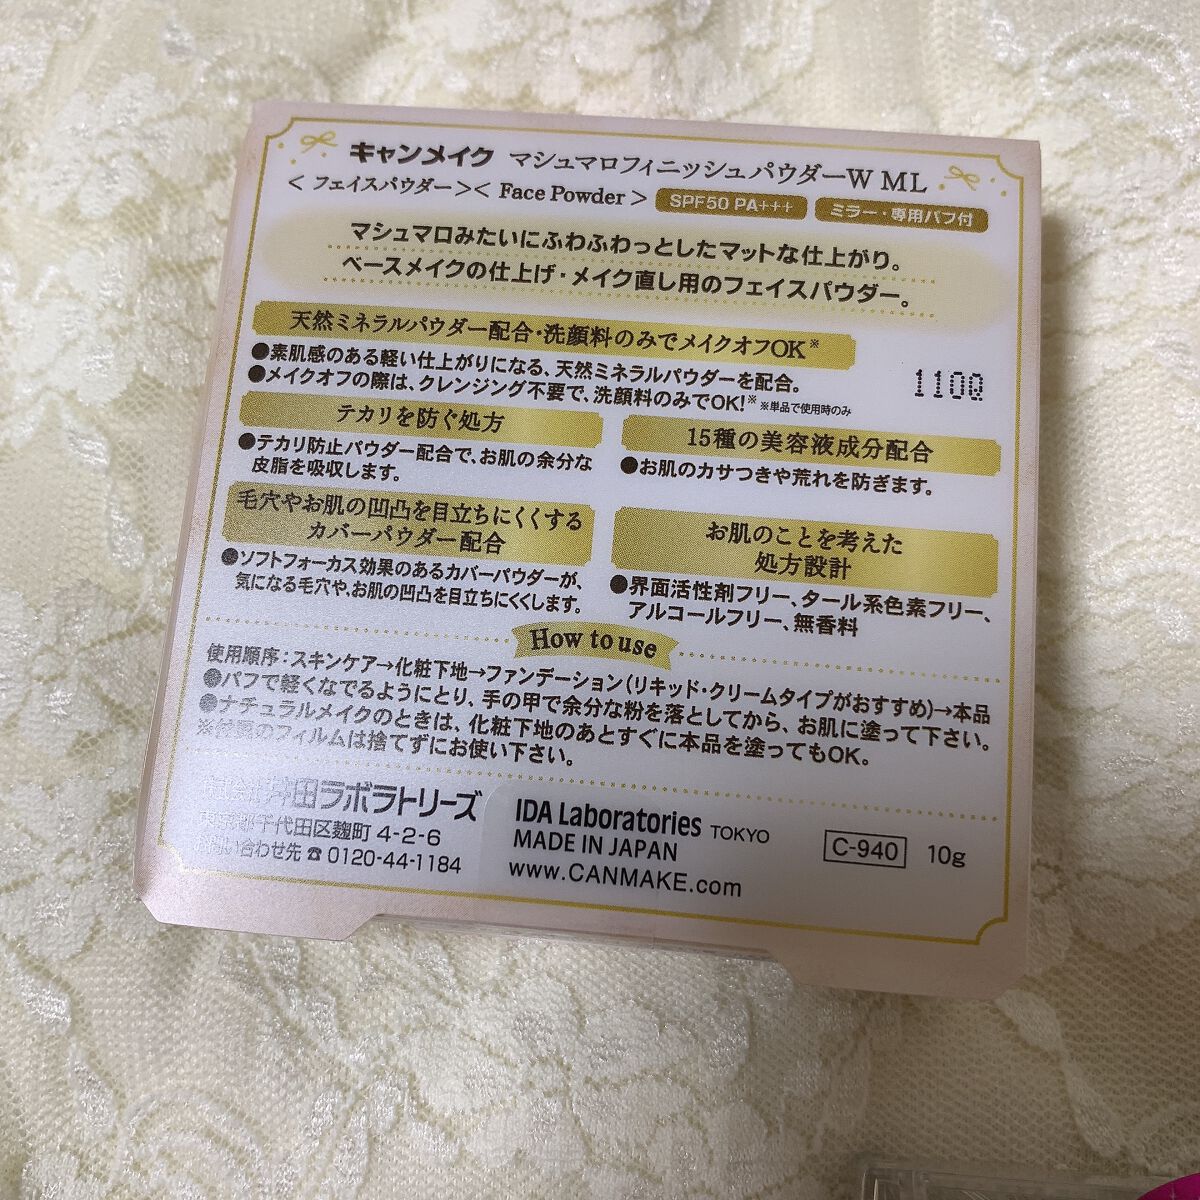 キャンメイク マシュマロフィニッシュパウダーW ML
＜フェイスパウダー＞＜Face Powder＞ SPF50 PA+++ ミラー・専用パフ付
マシュマロみたいにふわふわっとしたマットな仕上がり。
ベースメイクの仕上げ・メイク直し用のフェイスパウダー。
天然ミネラルパウダー配合・洗顔料のみでメイクオフOK※
●素肌感のある軽い仕上がりになる、天然ミネラルパウダーを配合。
●メイクオフの際は、クレンジング不要で、洗顔料のみでOK!※ ※単品で使用時のみ
110Q
テカリを防ぐ処方
●テカリ防止パウダー配合で、お肌の余分な
皮脂を吸収します。
15種の美容液成分配合
●お肌のカサつきや荒れを防ぎます。
毛穴やお肌の凹凸を目立ちにくくする
カバーパウダー配合
●ソフトフォーカス効果のあるカバーパウダーが、
気になる毛穴や、お肌の凹凸を目立ちにくくします。
お肌のことを考えた
処方設計
●界面活性剤フリー、タール系色素フリー、
アルコールフリー、無香料
How to use
使用順序：スキンケア→化粧下地→ファンデーション（リキッド・クリームタイプがおすすめ）→本品
●パフで軽くなでるようにとり、手の甲で余分な粉を落としてから、お肌に塗って下さい。
●ナチュラルメイクのときは、化粧下地のあとすぐに本品を塗ってもOK。
※付属のフィルムは捨てずにお使い下さい。
株式会社井田ラボラトリーズ
東京都千代田区麹町 4-2-6
お問い合わせ先 ☎ 0120-44-1184
IDA Laboratories TOKYO
MADE IN JAPAN
www.CANMAKE.com
C-940 10g